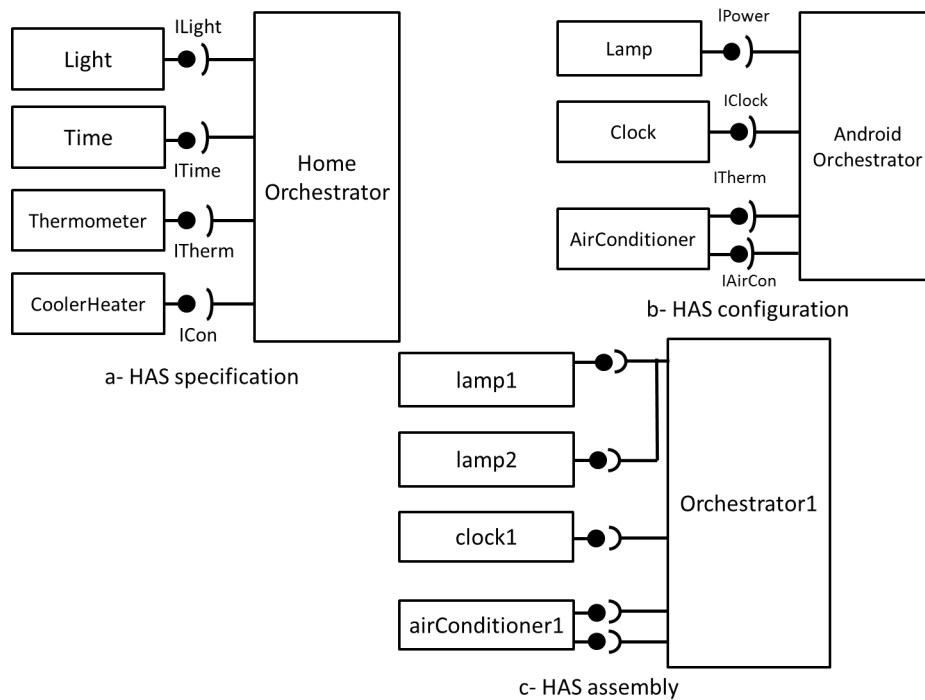 ILight
Light
Time
ITime
Home
Orchestrator
Thermometer
ITherm
CoolerHeater
ICon
a- HAS specification
IPower
Lamp
IClock
Clock
Android
Orchestrator
ITherm
AirConditioner
IAirCon
b- HAS configuration
lamp1
lamp2
Orchestrator1
clock1
airConditioner1
c- HAS assembly